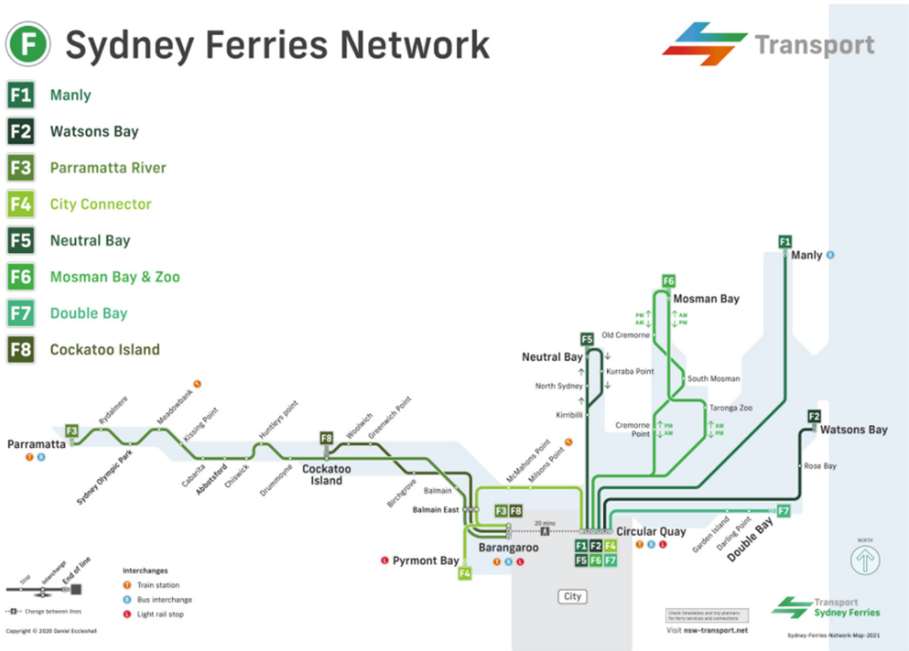 F Sydney Ferries Network
Transport
F1 Manly
F2 Watsons Bay
F3 Parramatta River
F4 City Connector
F5 Neutral Bay
F6 Mosman Bay & Zoo
F7 Double Bay
F8 Cockatoo Island
F1
Manly B
F6
Mosman Bay
PM AM
AM PM
Old Cremorne
F5
Neutral Bay
Kurraba Point
South Mosman
North Sydney
Taronga Zoo
Kirribilli
Cremorne Point
PM AM
AM PM
F2
Watsons Bay
Rose Bay
F3
Parramatta
T B
Rydalmere
Sydney Olympic Park
Meadowbank
Kissing Point
Cabarita
Abbotsford
Chiswick
Huntleys point
Drummoyne
F8
Cockatoo Island
Woolwich
Greenwich Point
Birchgrove
Balmain
Balmain East
McMahons Point
Milsons Point
F3 F8
20 mins
Barangaroo
T B L
L Pyrmont Bay
F4
Circular Quay
T B L
F1 F2 F4
F5 F6 F7
Garden Island
Darling Point
Double Bay
F7
City
NORTH
Stop
Interchange
End of line
Change between lines
Interchanges
T Train station
B Bus interchange
L Light rail stop
Copyright © 2020 Daniel Eccleshall
Check timetables and trip planners
for ferry services and connections
Visit nsw-transport.net
Transport
Sydney Ferries
Sydney-Ferries-Network-Map-2021